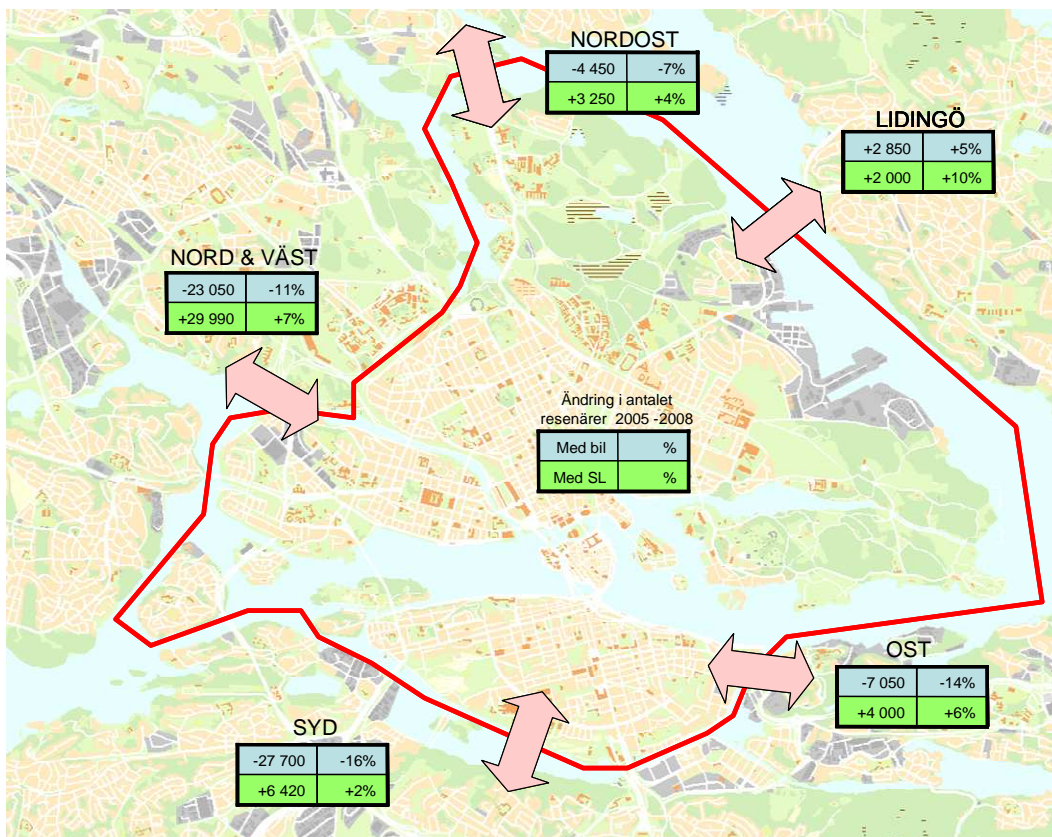 NORDOST
-4 450 -7%
+3 250 +4%
LIDINGÖ
+2 850 +5%
+2 000 +10%
NORD & VÄST
-23 050 -11%
+29 990 +7%
Ändring i antalet
resenärer 2005 -2008
Med bil %
Med SL %
OST
-7 050 -14%
+4 000 +6%
SYD
-27 700 -16%
+6 420 +2%